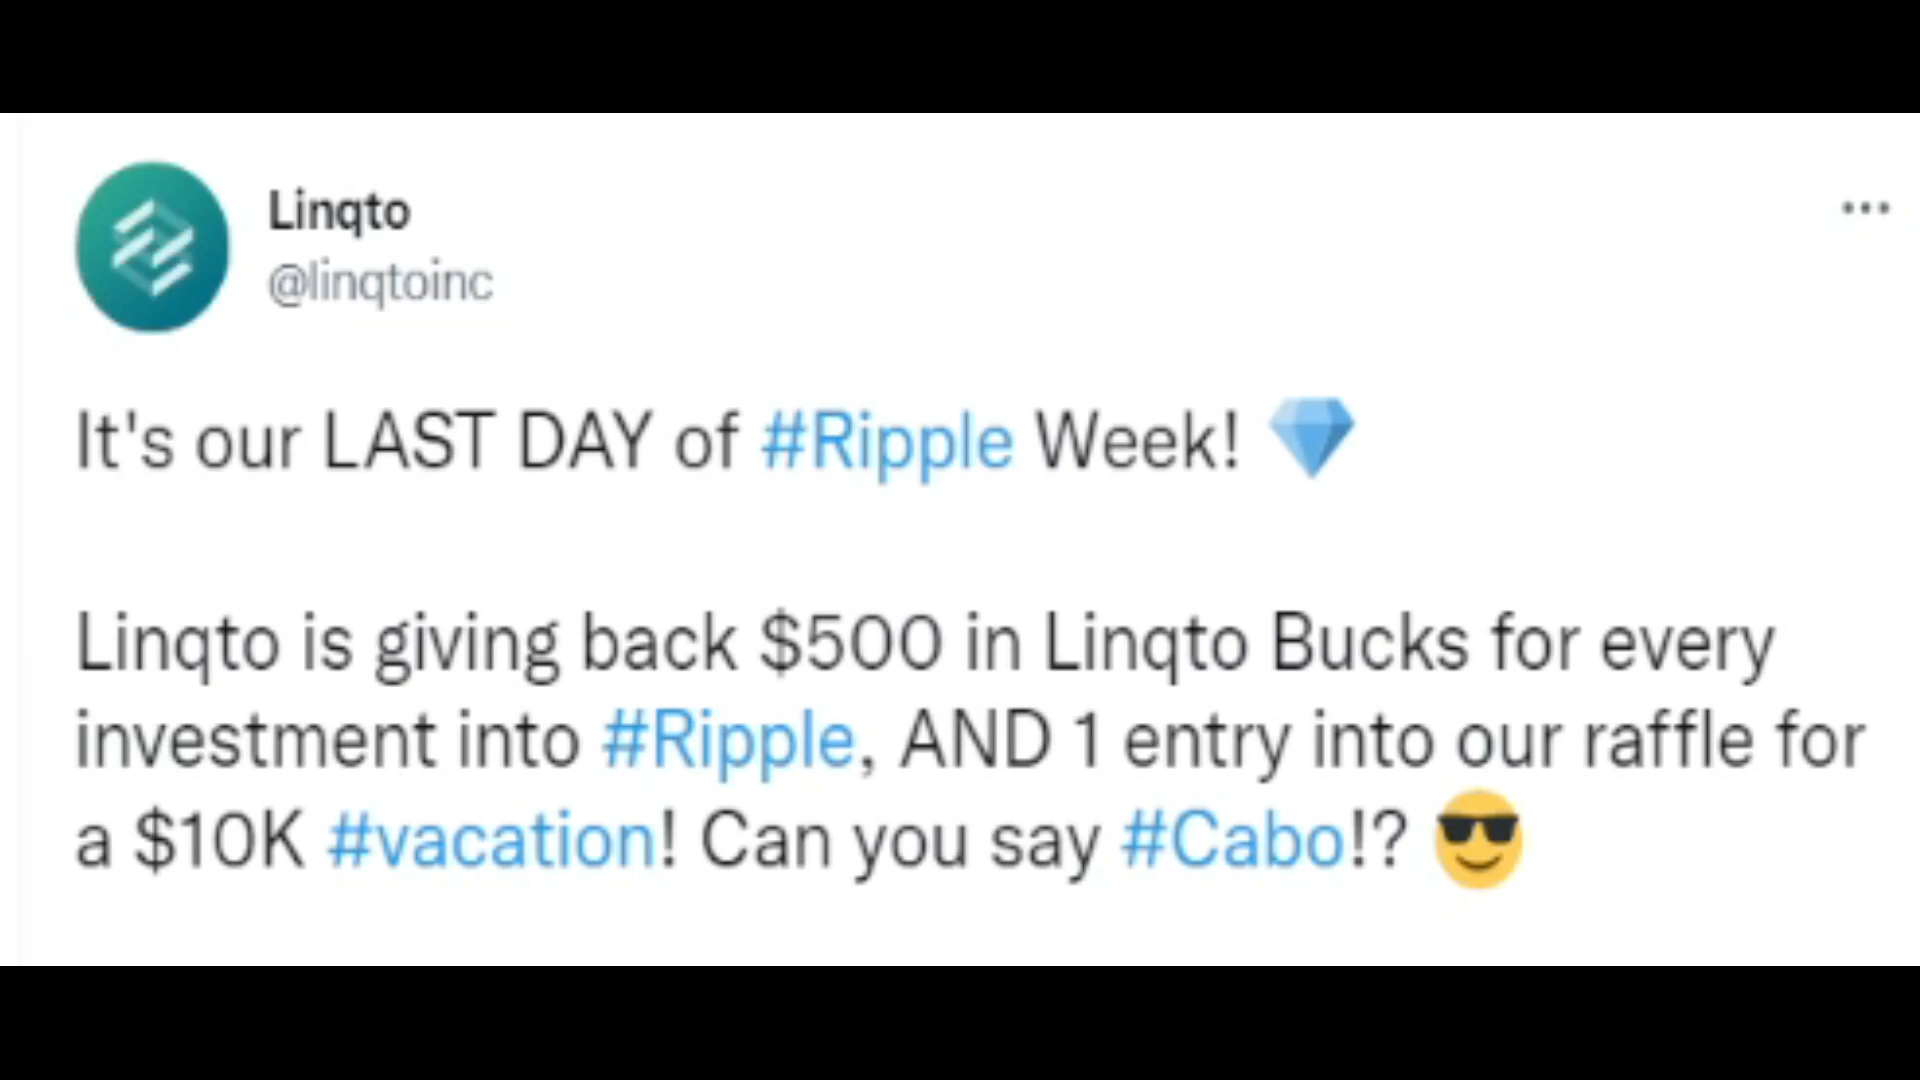 Linqto
@linqtoinc
It's our LAST DAY of #Ripple Week! 💎
Linqto is giving back $500 in Linqto Bucks for every
investment into #Ripple, AND 1 entry into our raffle for
a $10K #vacation! Can you say #Cabo!? 😎